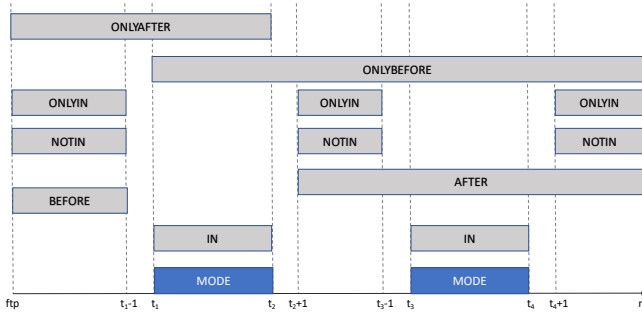 ONLYAFTER
ONLYBEFORE
ONLYIN ONLYIN ONLYIN
NOTIN NOTIN NOTIN
AFTER
BEFORE
IN IN
MODE MODE
ftp t₁-1 t₁ t₂ t₂+1 t₃-1 t₃ t₄ t₄+1